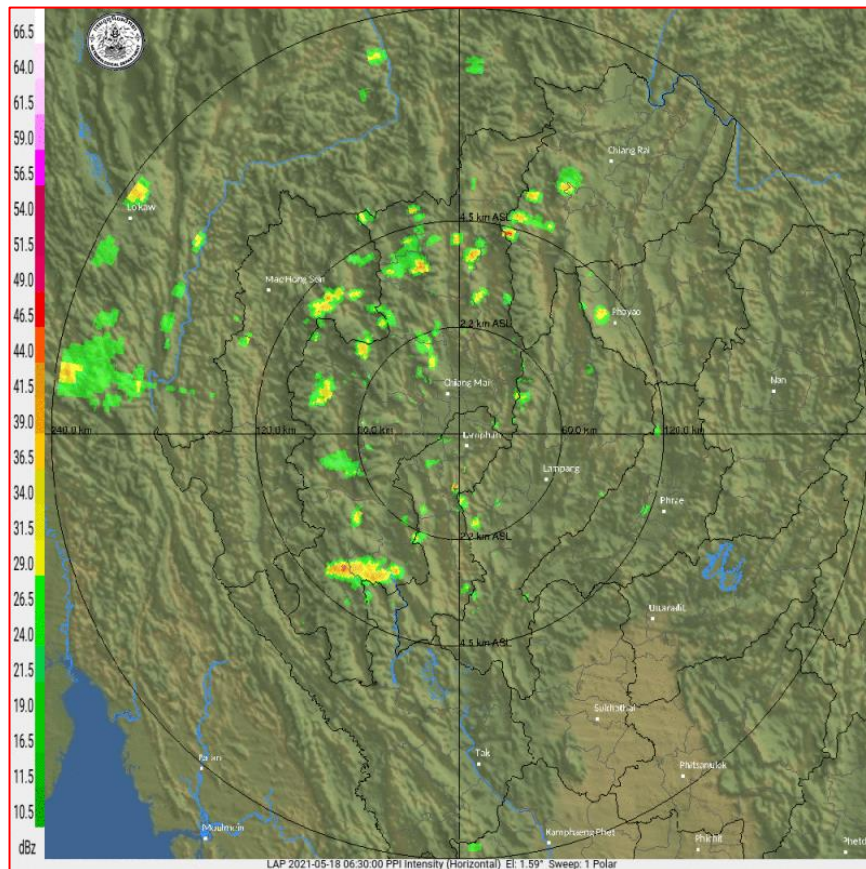 66.5
64.0
61.5
59.0
56.5
54.0
51.5
49.0
46.5
44.0
41.5
39.0
36.5
34.0
31.5
29.0
26.5
24.0
21.5
19.0
16.5
14.0
11.5
10.5
dBz
Chiang Rai
Loikaw
4.5 km ASL
Mae Hong Son
Phayao
2.2 km ASL
Chiang Mai
Nan
240.0 km
120.0 km
60.0 km
60.0 km
120.0 km
Lamphun
Lampang
Phrae
2.2 km ASL
Uttaradit
4.5 km ASL
Sukhothai
Tak
Pa'an
Phitsanulok
Moulmein
Kamphaeng Phet
Phichit
Phetc
LAP 2021-05-18 06:30:00 PPI Intensity (Horizontal) El: 1.59° Sweep: 1 Polar